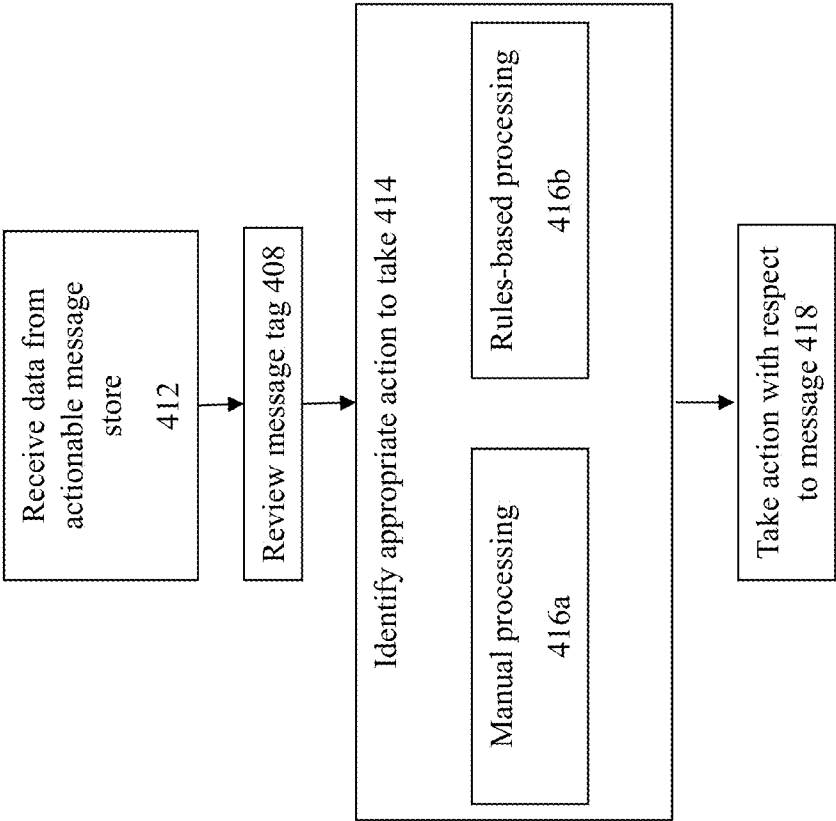 Receive data from
actionable message
store
412
Review message tag 408
Identify appropriate action to take 414
Manual processing
416a
Rules-based processing
416b
Take action with respect
to message 418